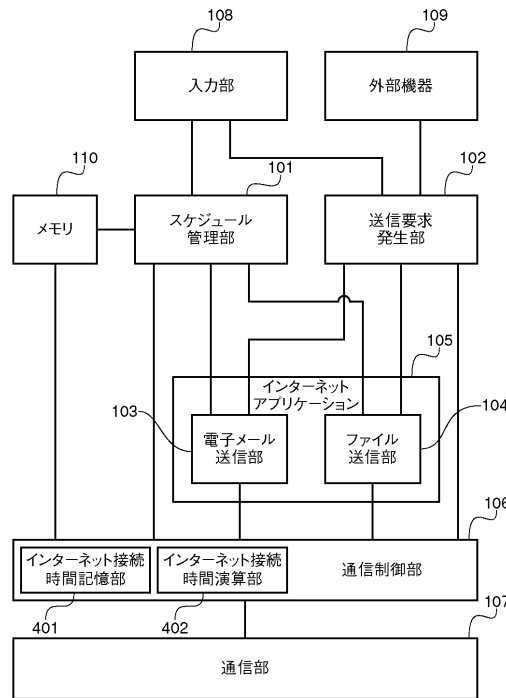 108
109
入力部
外部機器
110
101
102
メモリ
スケジュール
管理部
送信要求
発生部
105
インターネット
アプリケーション
103
104
電子メール
送信部
ファイル
送信部
106
インターネット接続
時間記憶部
インターネット接続
時間演算部
通信制御部
401
402
107
通信部